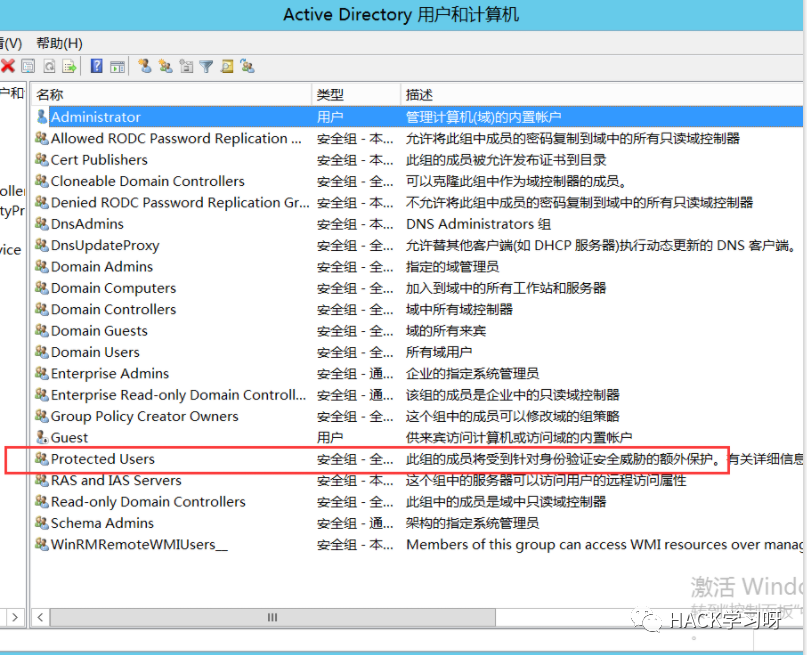 Active Directory 用户和计算机
看(V) 帮助(H)
户和
名称 类型 描述
Administrator 用户 管理计算机(域)的内置帐户
Allowed RODC Password Replication ... 安全组 - 本... 允许将此组中成员的密码复制到域中的所有只读域控制器
Cert Publishers 安全组 - 本... 此组的成员被允许发布证书到目录
Cloneable Domain Controllers 安全组 - 全... 可以克隆此组中作为域控制器的成员。
Denied RODC Password Replication Gr... 安全组 - 本... 不允许将此组中成员的密码复制到域中的所有只读域控制器
DnsAdmins 安全组 - 本... DNS Administrators 组
DnsUpdateProxy 安全组 - 全... 允许替其他客户端(如 DHCP 服务器)执行动态更新的 DNS 客户端。
Domain Admins 安全组 - 全... 指定的域管理员
Domain Computers 安全组 - 全... 加入到域中的所有工作站和服务器
Domain Controllers 安全组 - 全... 域中所有域控制器
Domain Guests 安全组 - 全... 域的所有来宾
Domain Users 安全组 - 全... 所有域用户
Enterprise Admins 安全组 - 通... 企业的指定系统管理员
Enterprise Read-only Domain Controll... 安全组 - 通... 该组的成员是企业中的只读域控制器
Group Policy Creator Owners 安全组 - 全... 这个组中的成员可以修改域的组策略
Guest 用户 供来宾访问计算机或访问域的内置帐户
Protected Users 安全组 - 全... 此组的成员将受到针对身份验证安全威胁的额外保护。有关详细信息
RAS and IAS Servers 安全组 - 本... 这个组中的服务器可以访问用户的远程访问属性
Read-only Domain Controllers 安全组 - 全... 此组中的成员是域中只读域控制器
Schema Admins 安全组 - 通... 架构的指定系统管理员
WinRMRemoteWMIUsers__ 安全组 - 本... Members of this group can access WMI resources over manag
oller
tyPr
vice
激活 Windo
转到"控制面板"中
HACK学习呀